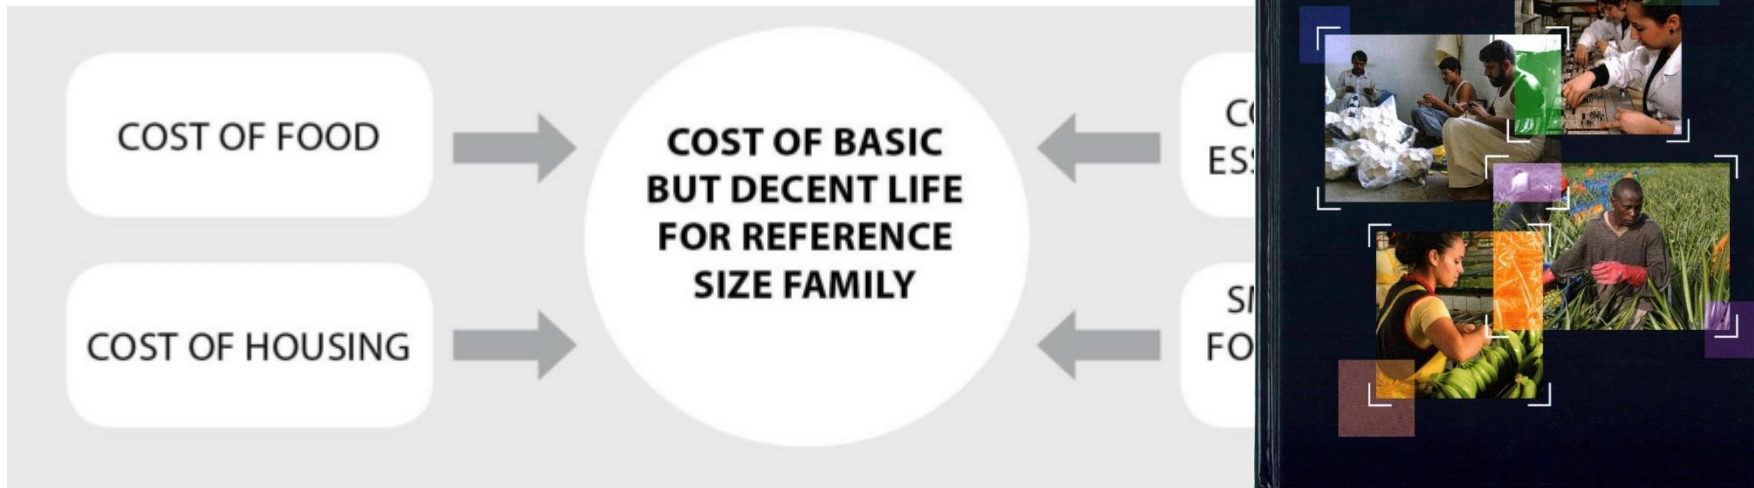 COST OF FOOD
COST OF HOUSING
COST OF BASIC
BUT DECENT LIFE
FOR REFERENCE
SIZE FAMILY